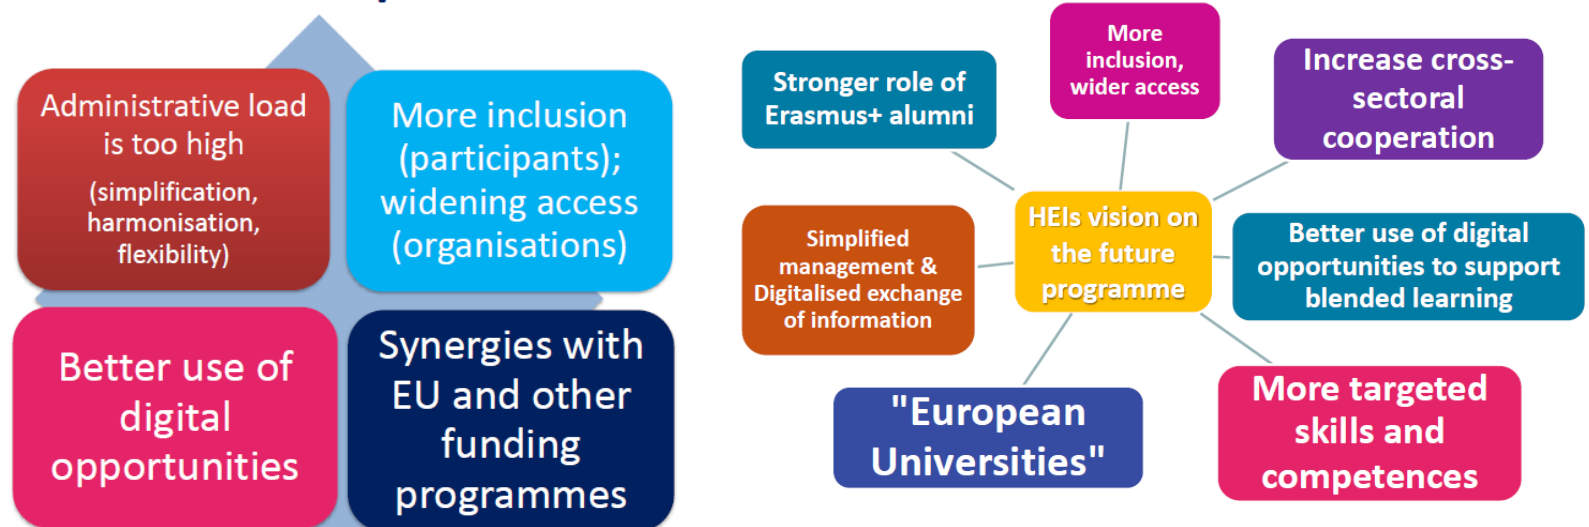 Administrative load
is too high
(simplification,
harmonisation,
flexibility)
More inclusion
(participants);
widening access
(organisations)
Better use of
digital
opportunities
Synergies with
EU and other
funding
programmes
More
inclusion,
wider access
Stronger role of
Erasmus+ alumni
Increase cross-
sectoral
cooperation
HEIs vision on
the future
programme
Simplified
management &
Digitalised exchange
of information
Better use of digital
opportunities to support
blended learning
"European
Universities"
More targeted
skills and
competences